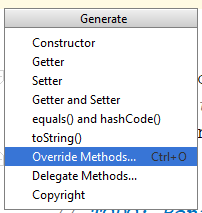 Generate
Constructor
Getter
Setter
Getter and Setter
equals() and hashCode()
toString()
Override Methods... Ctrl+O
Delegate Methods...
Copyright